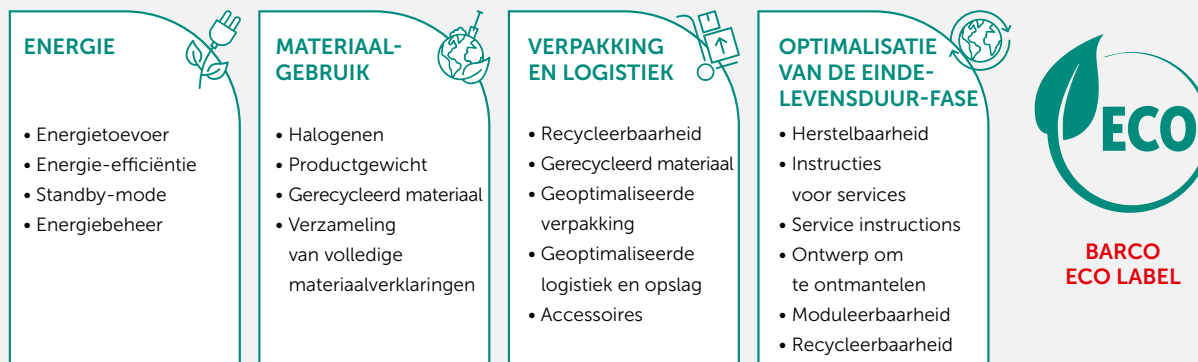 ENERGIE
• Energietoevoer
• Energie-efficiëntie
• Standby-mode
• Energiebeheer
MATERIAAL-
GEBRUIK
• Halogenen
• Productgewicht
• Gerecycleerd materiaal
• Verzameling
van volledige
materiaalverklaringen
VERPAKKING
EN LOGISTIEK
• Recycleerbaarheid
• Gerecycleerd materiaal
• Geoptimaliseerde
verpakking
• Geoptimaliseerde
logistiek en opslag
• Accessoires
OPTIMALISATIE
VAN DE EINDE-
LEVENSDUUR-FASE
• Herstelbaarheid
• Instructies
voor services
• Service instructions
• Ontwerp om
te ontmantelen
• Moduleerbaarheid
• Recycleerbaarheid
ECO
BARCO
ECO LABEL